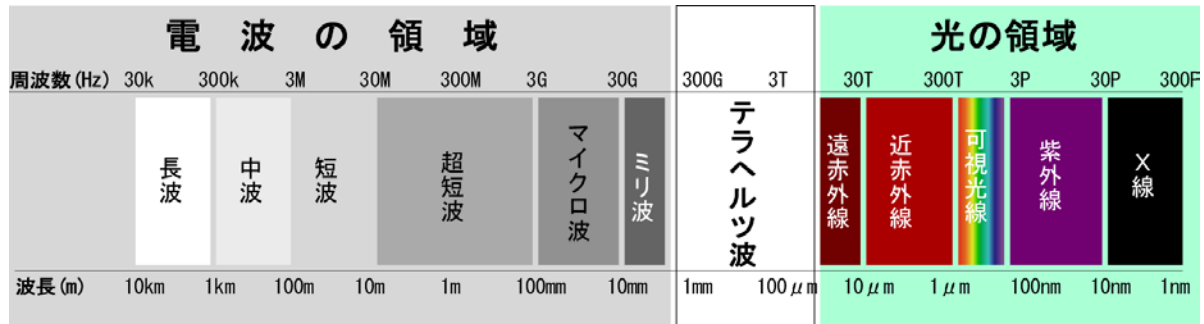 電波の領域
光の領域
周波数(Hz) 30k 300k 3M 30M 300M 3G 30G 300G 3T 30T 300T 3P 30P 300P
長波
中波
短波
超短波
マイクロ波
ミリ波
テラヘルツ波
遠赤外線
近赤外線
可視光線
紫外線
X線
波長(m) 10km 1km 100m 10m 1m 100mm 10mm 1mm 100μm 10μm 1μm 100nm 10nm 1nm